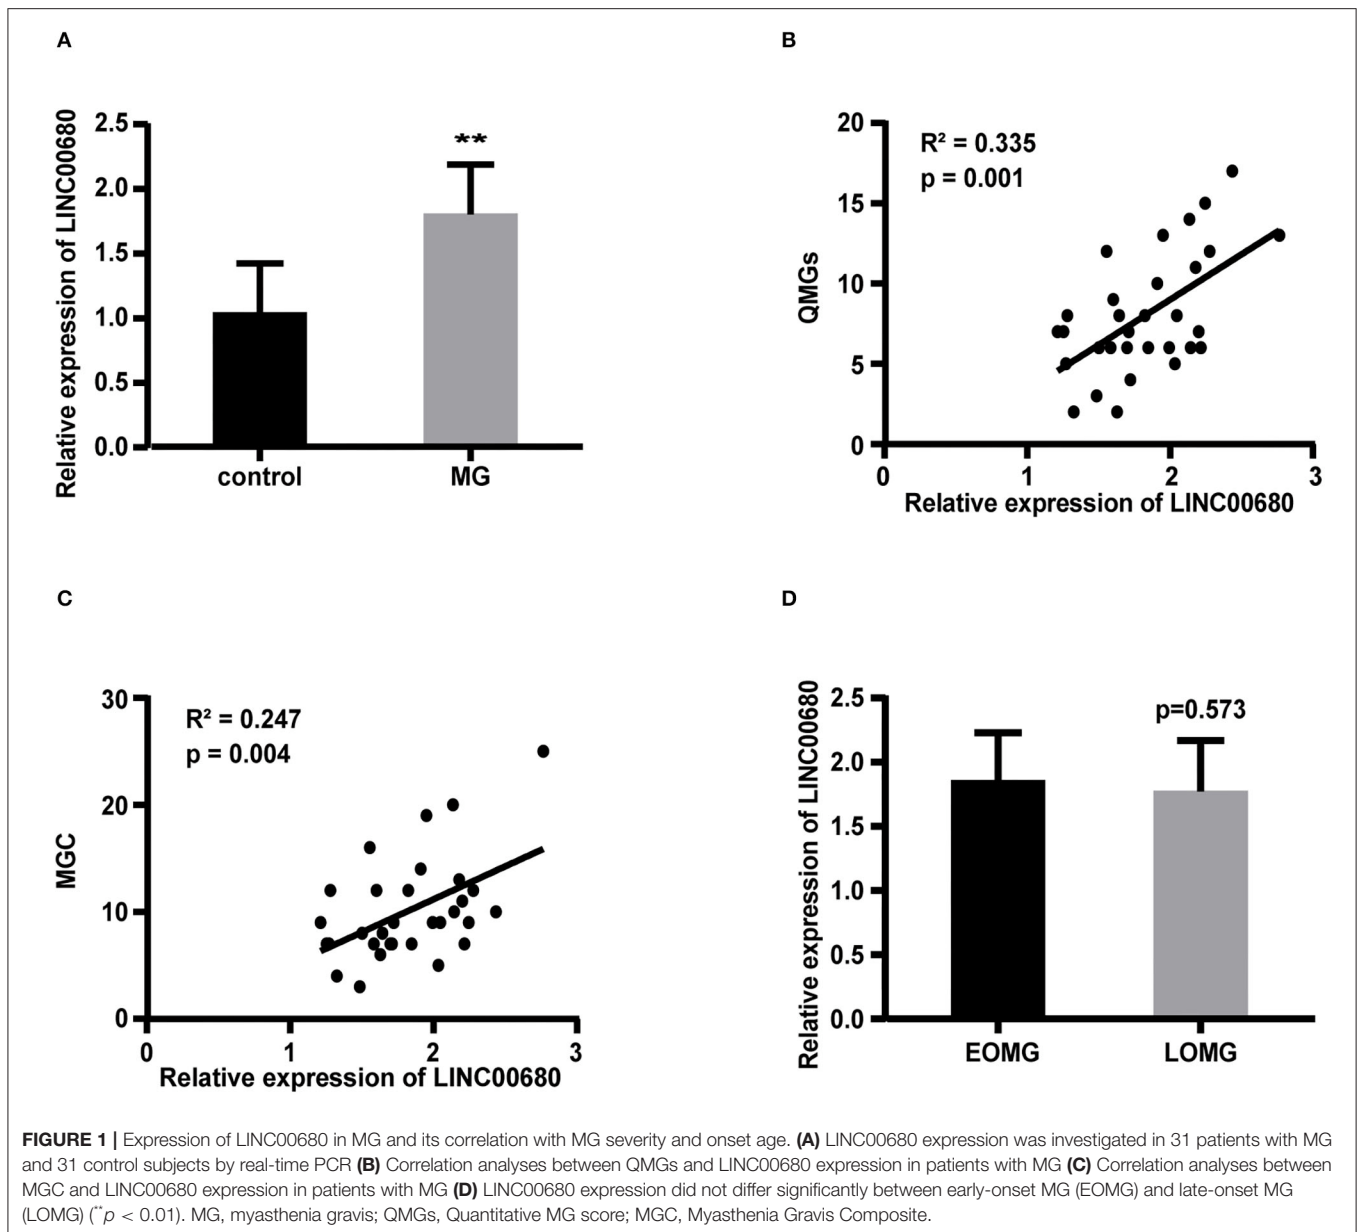 A
Relative expression of LINC00680
2.5
2.0
1.5
1.0
0.5
0.0
**
control
MG
B
QMGs
20
15
10
5
0
R² = 0.335
p = 0.001
0
1
2
3
Relative expression of LINC00680
C
MGC
30
20
10
0
R² = 0.247
p = 0.004
0
1
2
3
Relative expression of LINC00680
D
Relative expression of LINC00680
2.5
2.0
1.5
1.0
0.5
0.0
p=0.573
EOMG
LOMG
FIGURE 1 | Expression of LINC00680 in MG and its correlation with MG severity and onset age. (A) LINC00680 expression was investigated in 31 patients with MG
and 31 control subjects by real-time PCR (B) Correlation analyses between QMGs and LINC00680 expression in patients with MG (C) Correlation analyses between
MGC and LINC00680 expression in patients with MG (D) LINC00680 expression did not differ significantly between early-onset MG (EOMG) and late-onset MG
(LOMG) (**p < 0.01). MG, myasthenia gravis; QMGs, Quantitative MG score; MGC, Myasthenia Gravis Composite.